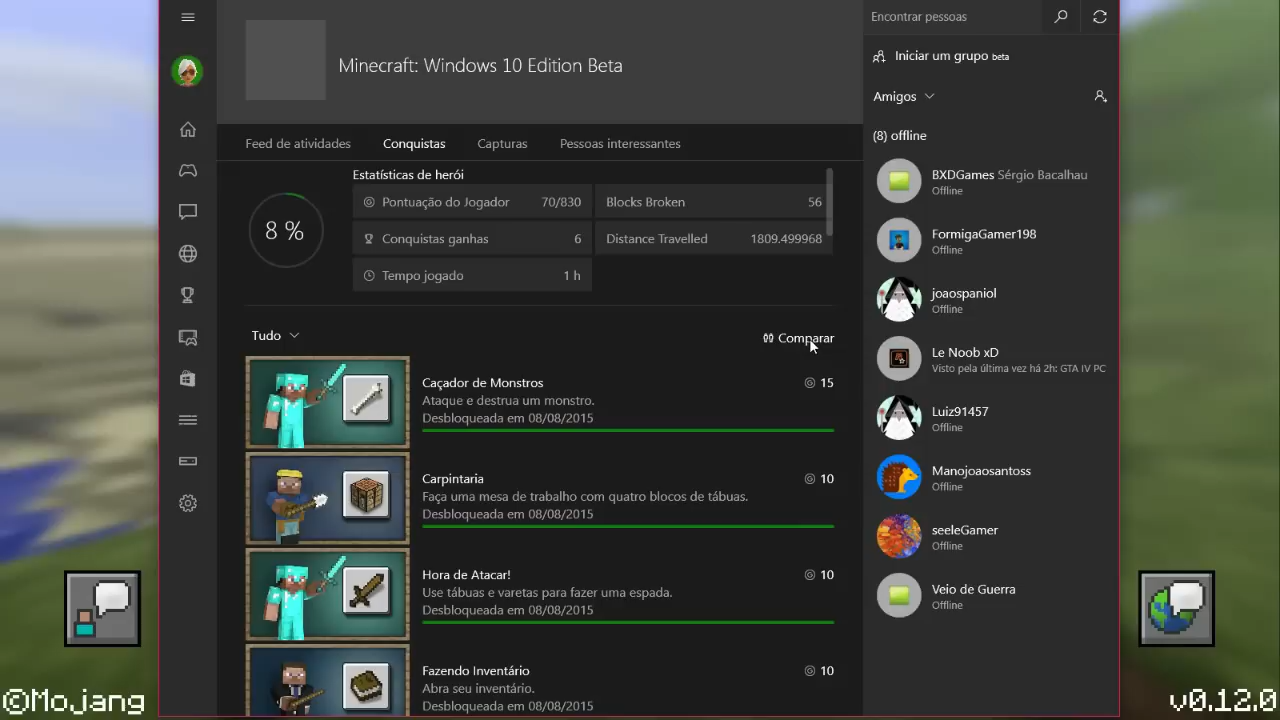 Minecraft: Windows 10 Edition Beta
Feed de atividades Conquistas Capturas Pessoas interessantes
Estatísticas de herói
8 %
Pontuação do Jogador 70/830
Blocks Broken 56
Conquistas ganhas 6
Distance Travelled 1809.499968
Tempo jogado 1 h
Tudo
Comparar
Caçador de Monstros 15
Ataque e destrua um monstro.
Desbloqueada em 08/08/2015
Carpintaria 10
Faça uma mesa de trabalho com quatro blocos de tábuas.
Desbloqueada em 08/08/2015
Hora de Atacar! 10
Use tábuas e varetas para fazer uma espada.
Desbloqueada em 08/08/2015
Fazendo Inventário 10
Abra seu inventário.
Desbloqueada em 08/08/2015
Encontrar pessoas
Iniciar um grupo beta
Amigos
(8) offline
BXDGames Sérgio Bacalhau
Offline
FormigaGamer198
Offline
joaospaniol
Offline
Le Noob xD
Visto pela última vez há 2h: GTA IV PC
Luiz91457
Offline
Manojoaosantoss
Offline
seeleGamer
Offline
Veio de Guerra
Offline
©Mojang
v0.12.0